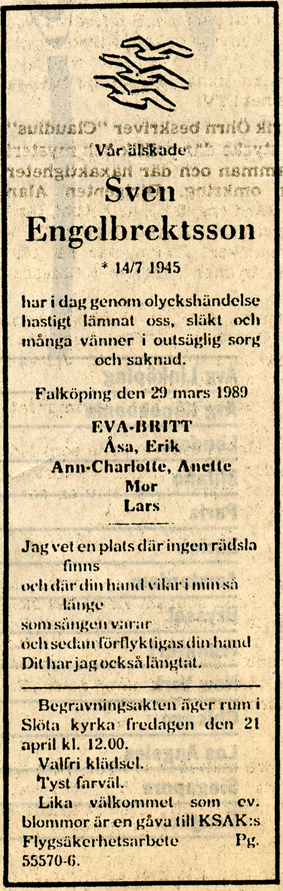 Vår älskade
Sven
Engelbrektsson
* 14/7 1945
har i dag genom olyckshändelse
hastigt lämnat oss, släkt och
många vänner i outsäglig sorg
och saknad.
Falköping den 29 mars 1989
EVA-BRITT
Åsa, Erik
Ann-Charlotte, Anette
Mor
Lars
Jag vet en plats där ingen rädsla
finns
och där din hand vilar i min så
länge
som sången varar
och sedan förflyktigas din hand
Dit har jag också längtat.
Begravningsakten äger rum i
Slöta kyrka fredagen den 21
april kl. 12.00.
Valfri klädsel.
Tyst farväl.
Lika välkommet som ev.
blommor är en gåva till KSAK:s
Flygsäkerhetsarbete Pg.
55570-6.